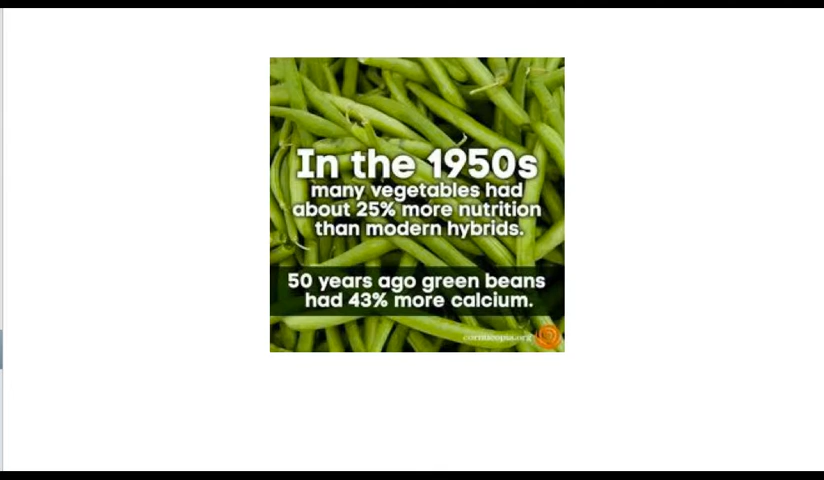 In the 1950s
many vegetables had
about 25% more nutrition
than modern hybrids.
50 years ago green beans
had 43% more calcium.
cornucopia.org